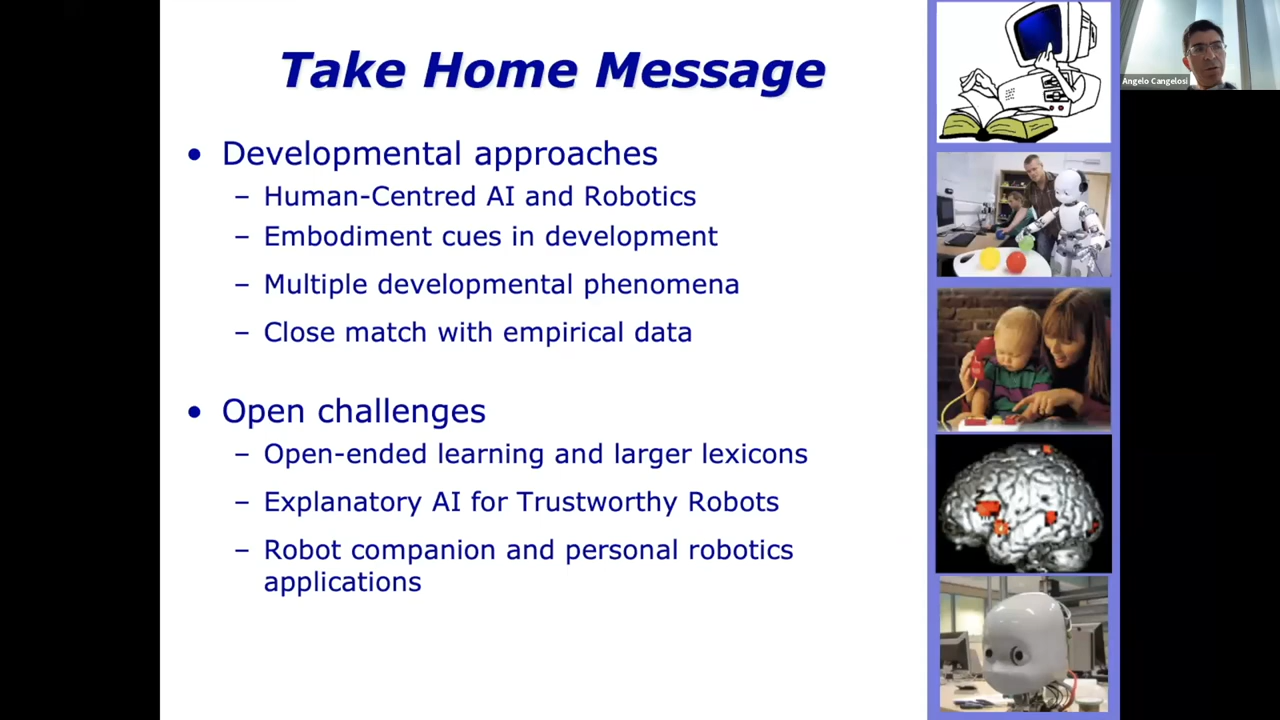 Take Home Message
• Developmental approaches
– Human-Centred AI and Robotics
– Embodiment cues in development
– Multiple developmental phenomena
– Close match with empirical data
• Open challenges
– Open-ended learning and larger lexicons
– Explanatory AI for Trustworthy Robots
– Robot companion and personal robotics
applications
Angelo Cangelosi